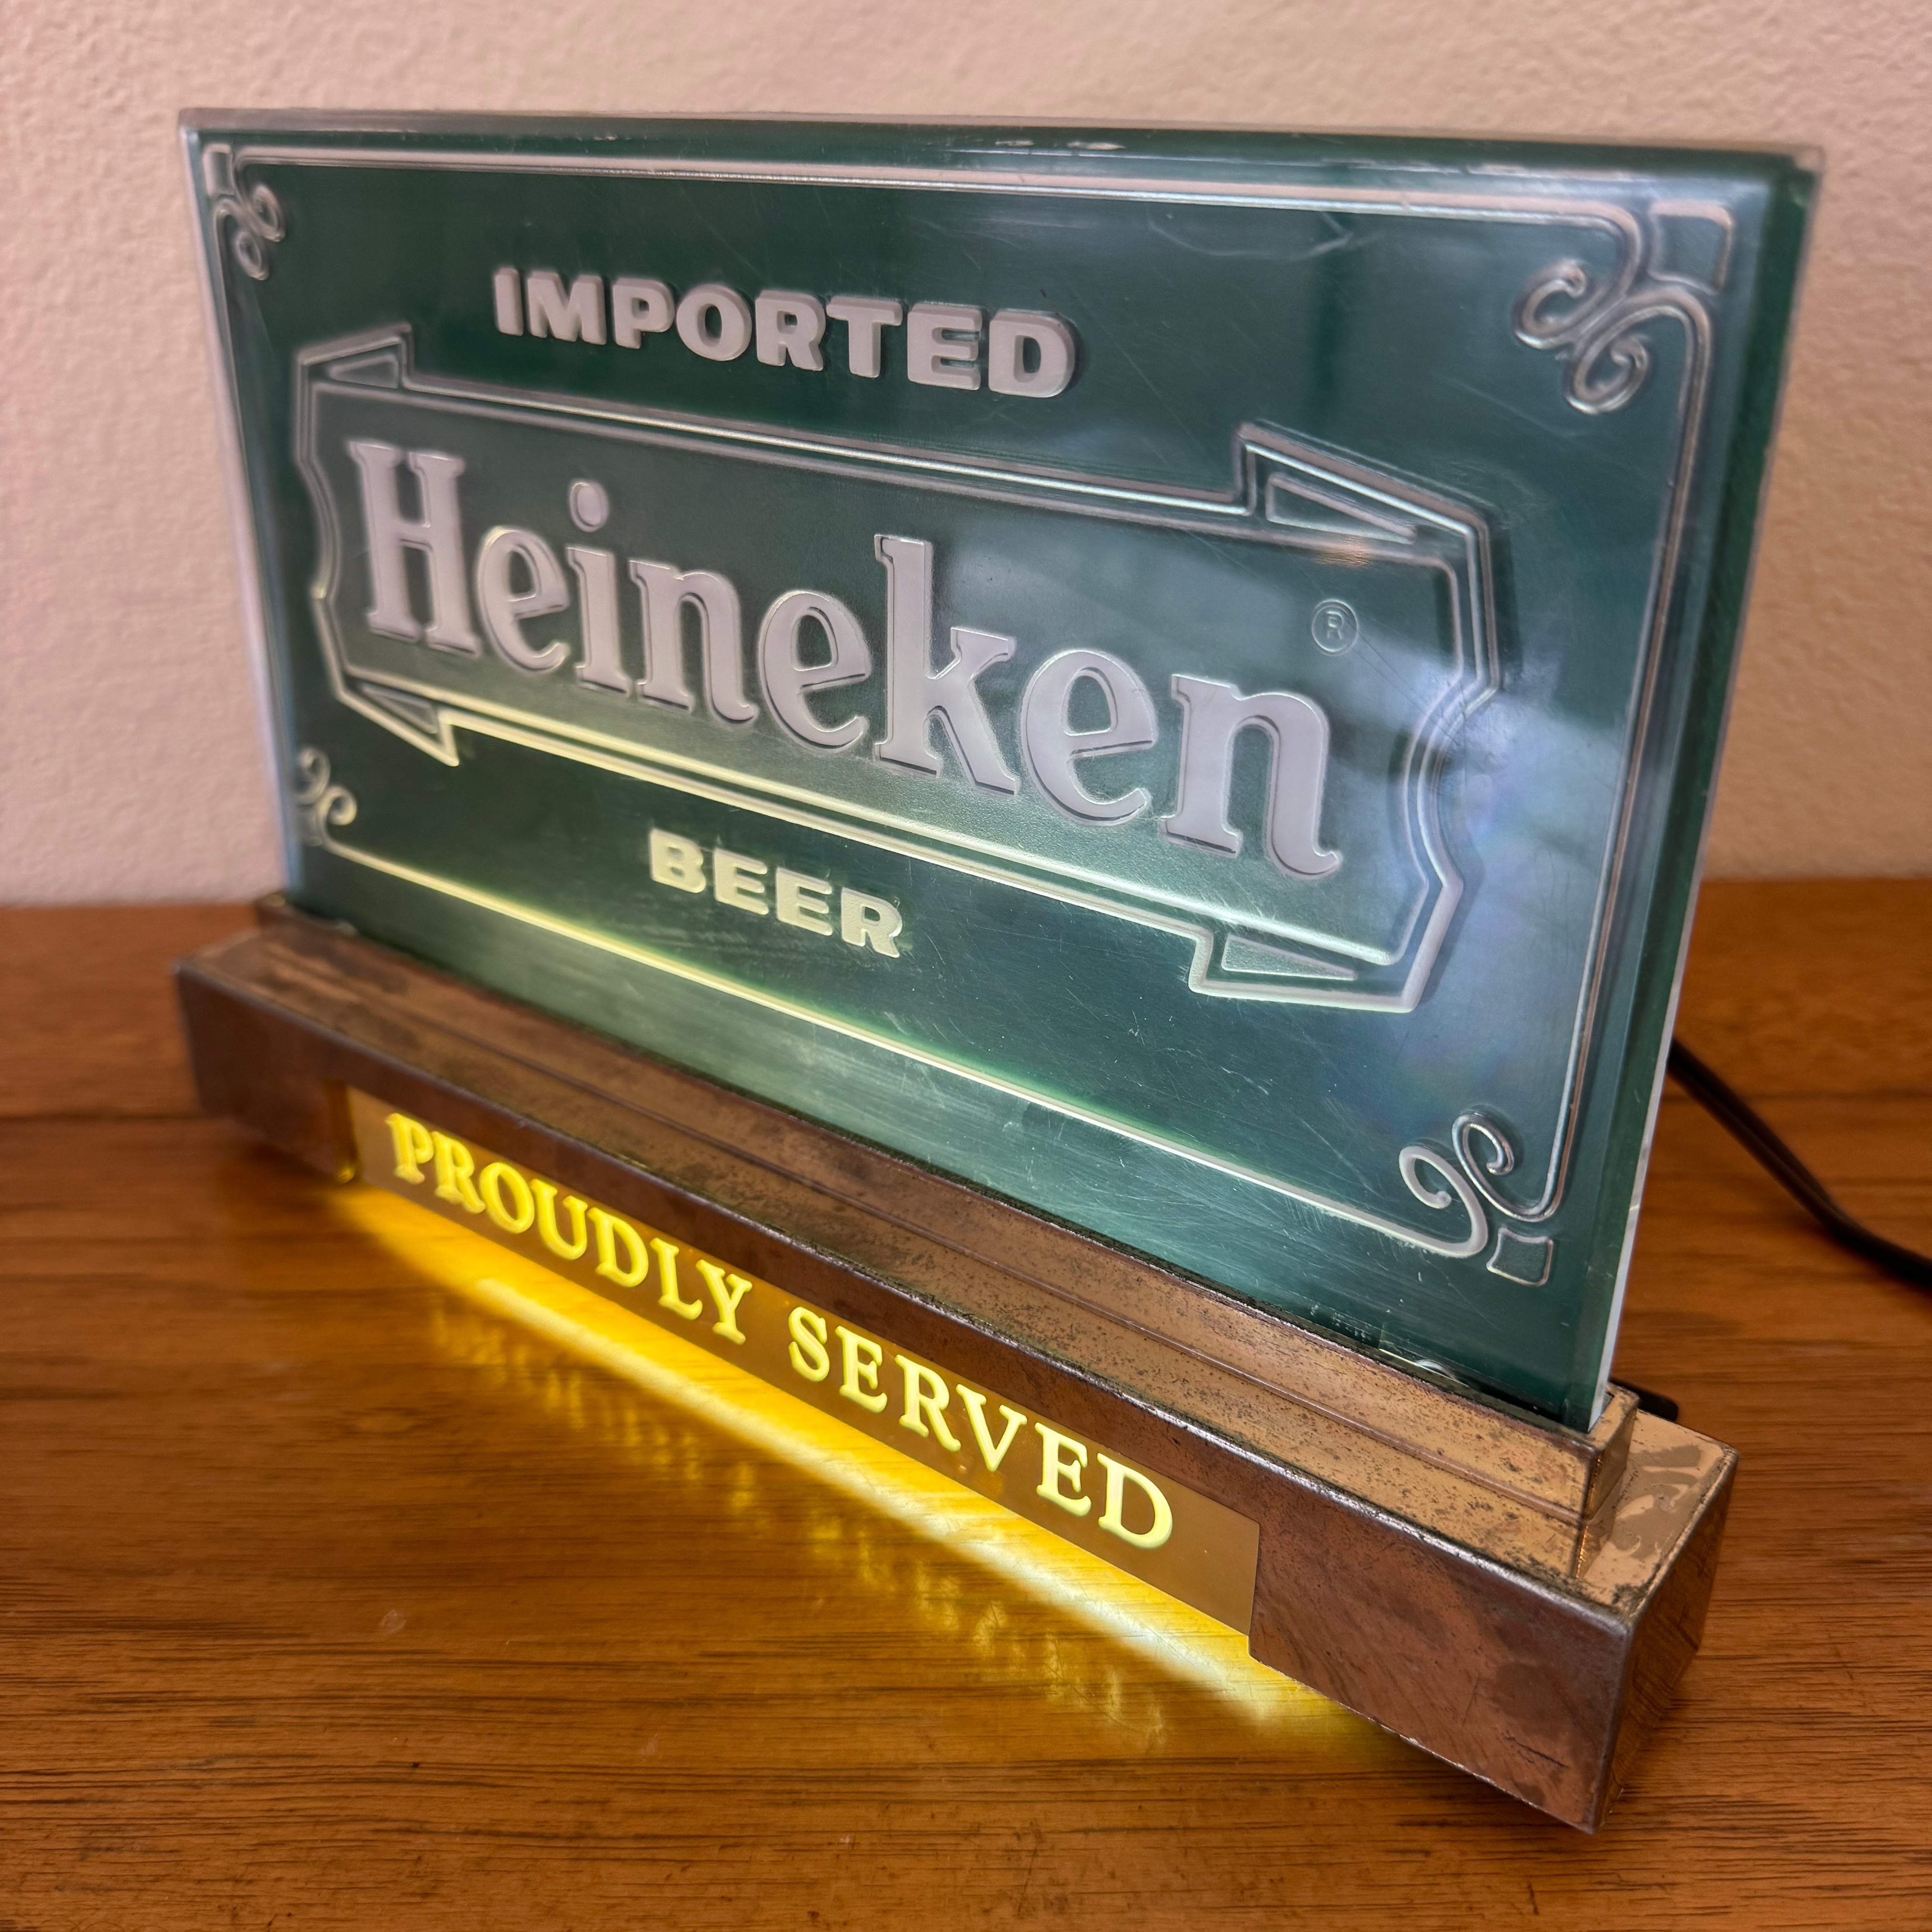 IMPORTED
Heineken ®
BEER
PROUDLY SERVED